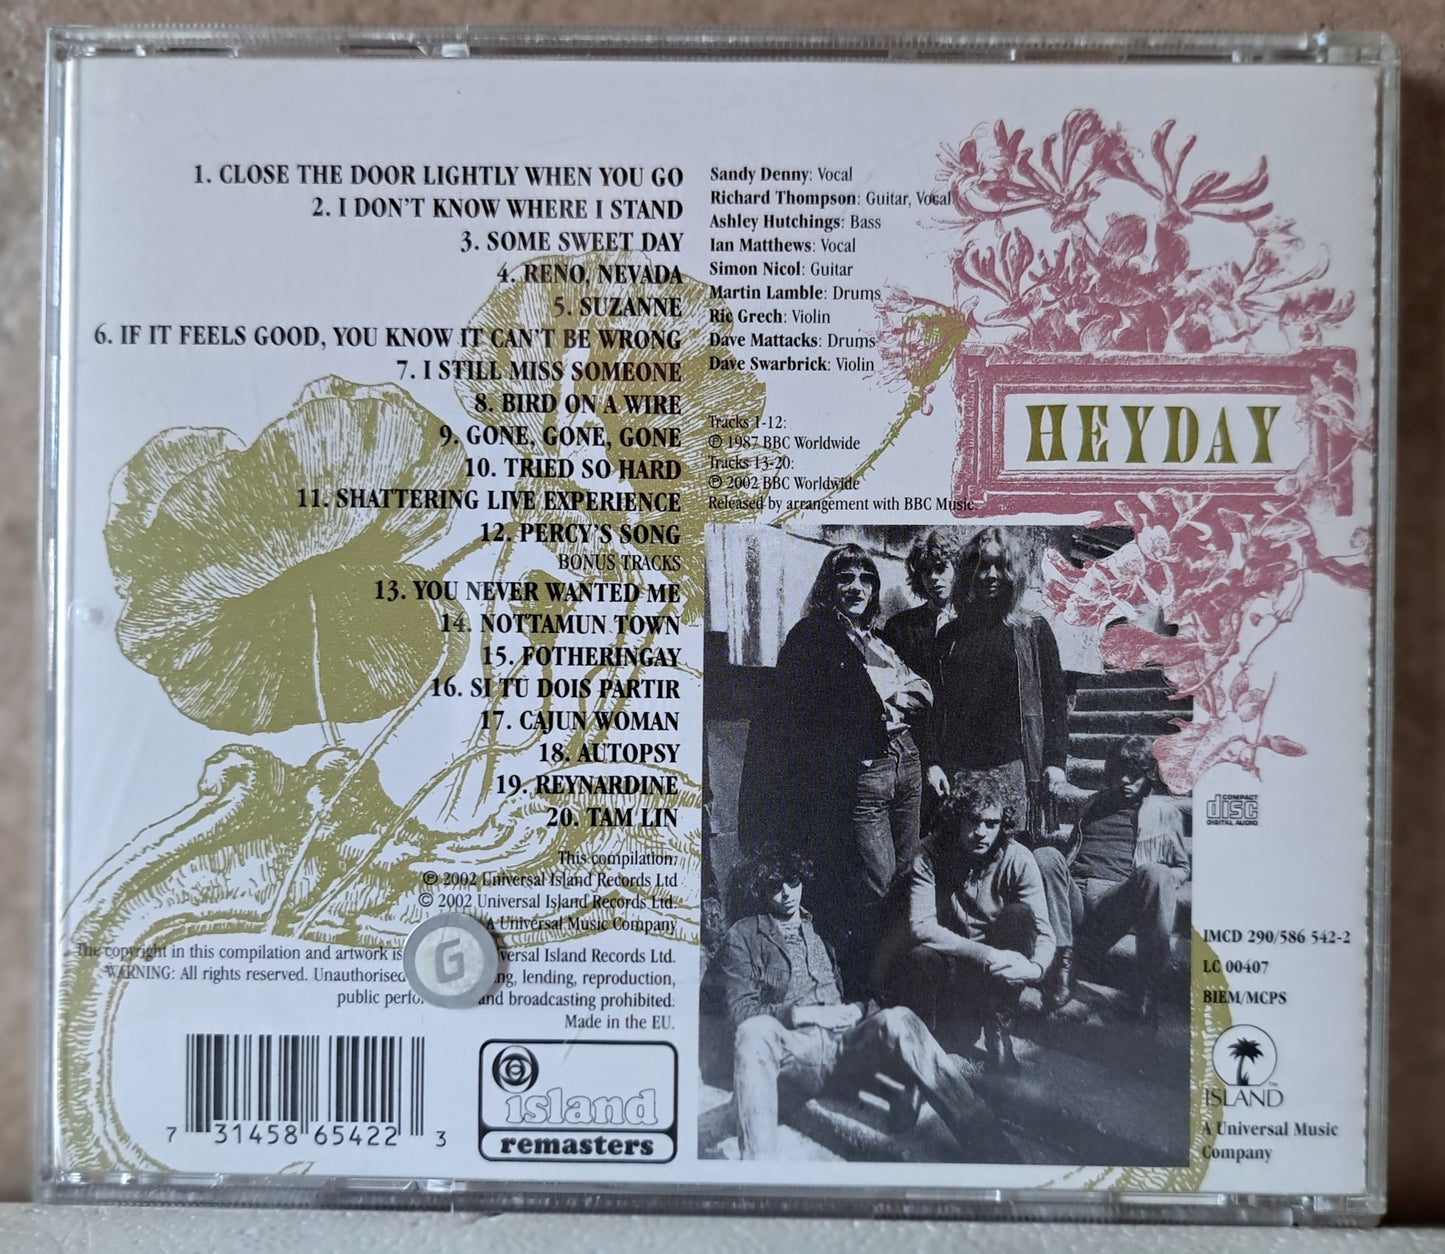 1. CLOSE THE DOOR LIGHTLY WHEN YOU GO
2. I DON'T KNOW WHERE I STAND
3. SOME SWEET DAY
4. RENO, NEVADA
5. SUZANNE
6. IF IT FEELS GOOD, YOU KNOW IT CAN'T BE WRONG
7. I STILL MISS SOMEONE
8. BIRD ON A WIRE
9. GONE, GONE, GONE
10. TRIED SO HARD
11. SHATTERING LIVE EXPERIENCE
12. PERCY'S SONG
BONUS TRACKS
13. YOU NEVER WANTED ME
14. NOTTAMUN TOWN
15. FOTHERINGAY
16. SI TU DOIS PARTIR
17. CAJUN WOMAN
18. AUTOPSY
19. REYNARDINE
20. TAM LIN
This compilation:
℗ 2002 Universal Island Records Ltd
© 2002 Universal Island Records Ltd.
A Universal Music Company
The copyright in this compilation and artwork is versal Island Records Ltd.
WARNING: All rights reserved. Unauthorised ng, lending, reproduction,
public perfo and broadcasting prohibited.
Made in the EU.
G
7 31458 65422 3
island
remasters
Sandy Denny: Vocal
Richard Thompson: Guitar, Vocal
Ashley Hutchings: Bass
Ian Matthews: Vocal
Simon Nicol: Guitar
Martin Lamble: Drums
Ric Grech: Violin
Dave Mattacks: Drums
Dave Swarbrick: Violin
Tracks 1-12:
℗ 1987 BBC Worldwide
Tracks 13-20:
℗ 2002 BBC Worldwide
Released by arrangement with BBC Music.
HEYDAY
COMPACT
disc
DIGITAL AUDIO
IMCD 290/586 542-2
LC 00407
BIEM/MCPS
ISLAND™
A Universal Music
Company